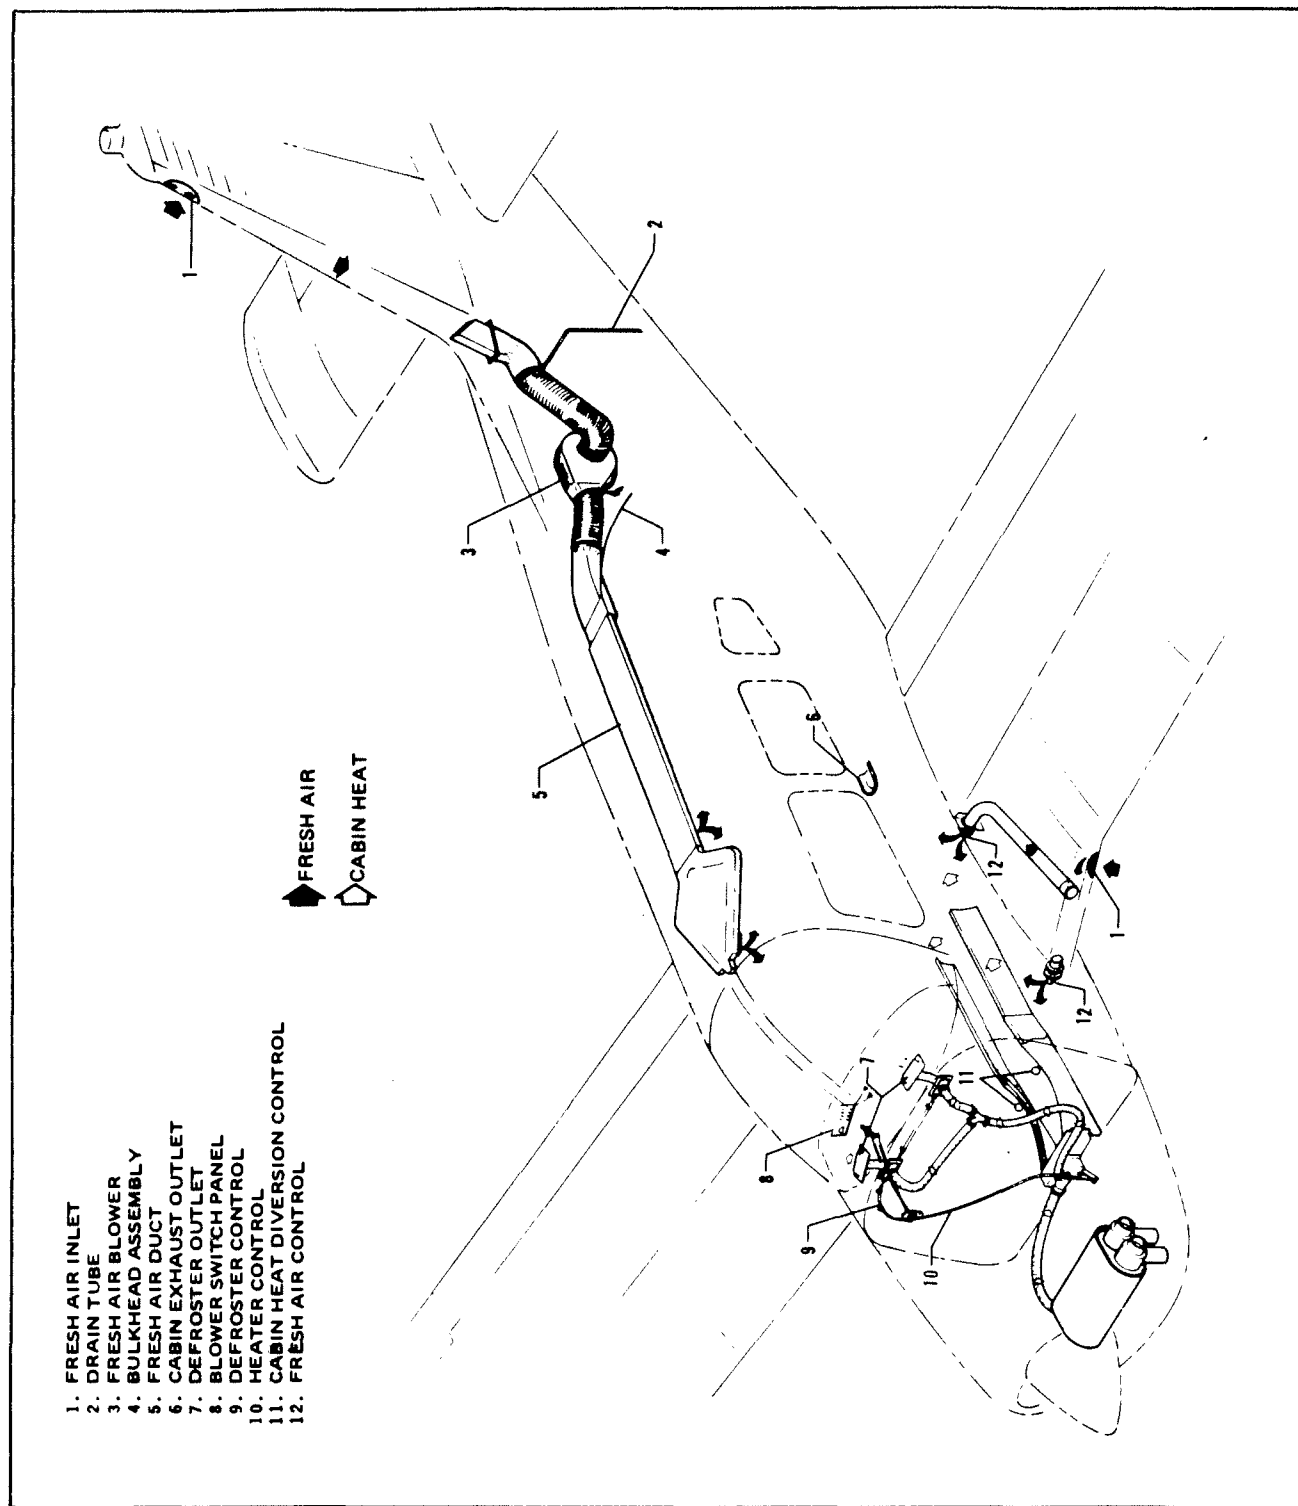 1. FRESH AIR INLET
2. DRAIN TUBE
3. FRESH AIR BLOWER
4. BULKHEAD ASSEMBLY
5. FRESH AIR DUCT
6. CABIN EXHAUST OUTLET
7. DEFROSTER OUTLET
8. BLOWER SWITCH PANEL
9. DEFROSTER CONTROL
10. HEATER CONTROL
11. CABIN HEAT DIVERSION CONTROL
12. FRESH AIR CONTROL
FRESH AIR
CABIN HEAT
1
2
3
4
5
6
7
8
9
10
11
12
12
1